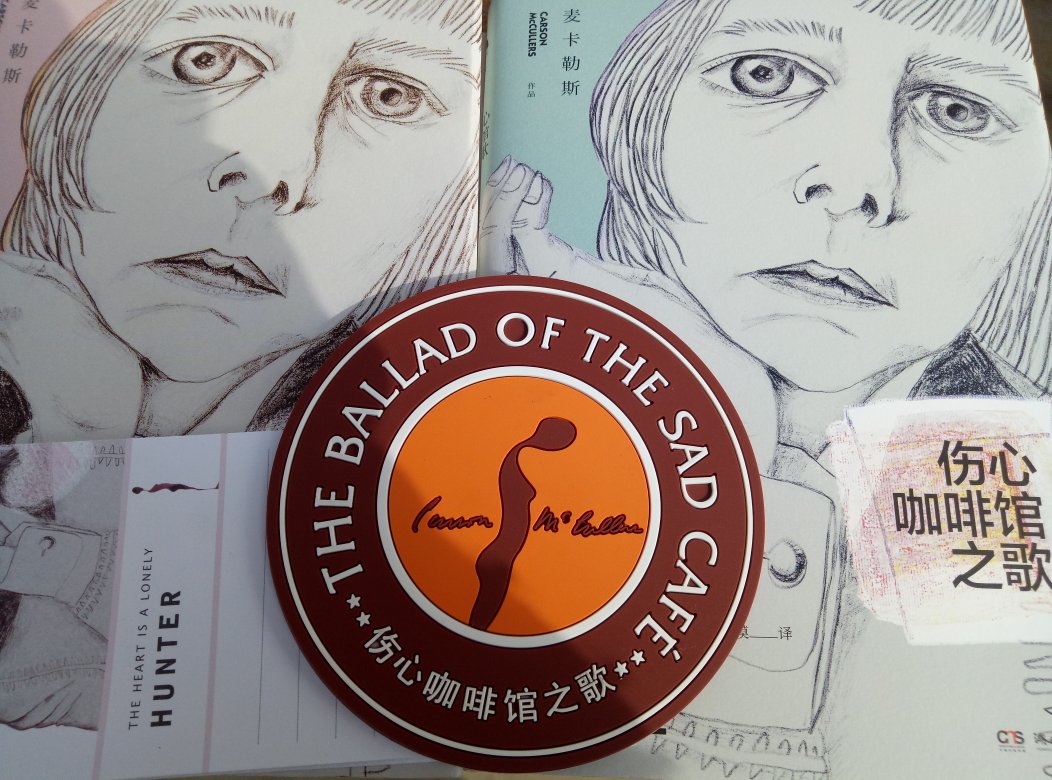 麦卡勒斯
麦卡勒斯
CARSON
McCULLERS
作品
THE BALLAD OF THE SAD CAFÉ
Carson McCullers
伤心咖啡馆之歌
伤心
咖啡馆
之歌
THE HEART IS A LONELY
HUNTER
译
CS